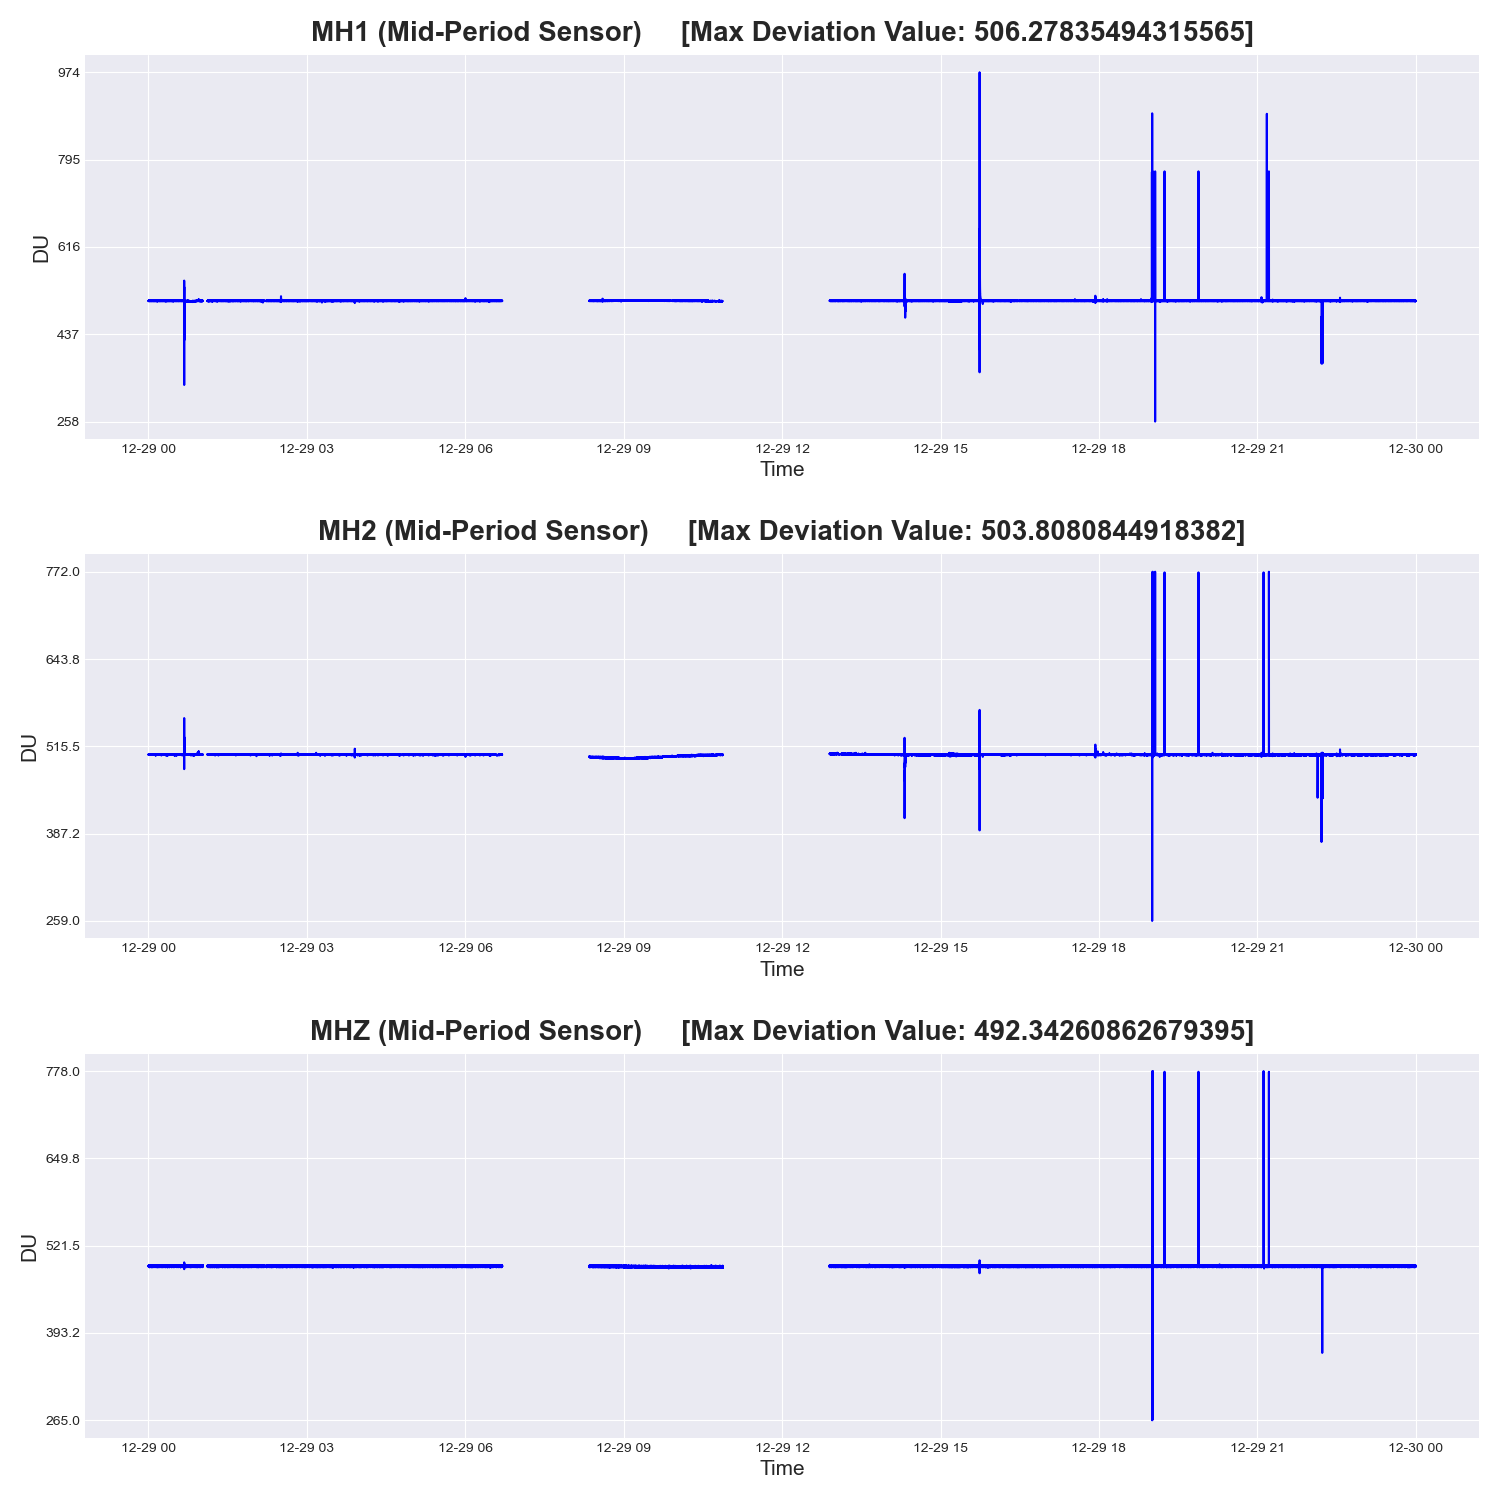 MH1 (Mid-Period Sensor) [Max Deviation Value: 506.27835494315565]
974
795
616
437
258
DU
12-29 00 12-29 03 12-29 06 12-29 09 12-29 12 12-29 15 12-29 18 12-29 21 12-30 00
Time
MH2 (Mid-Period Sensor) [Max Deviation Value: 503.8080844918382]
772.0
643.8
515.5
387.2
259.0
DU
12-29 00 12-29 03 12-29 06 12-29 09 12-29 12 12-29 15 12-29 18 12-29 21 12-30 00
Time
MHZ (Mid-Period Sensor) [Max Deviation Value: 492.34260862679395]
778.0
649.8
521.5
393.2
265.0
DU
12-29 00 12-29 03 12-29 06 12-29 09 12-29 12 12-29 15 12-29 18 12-29 21 12-30 00
Time